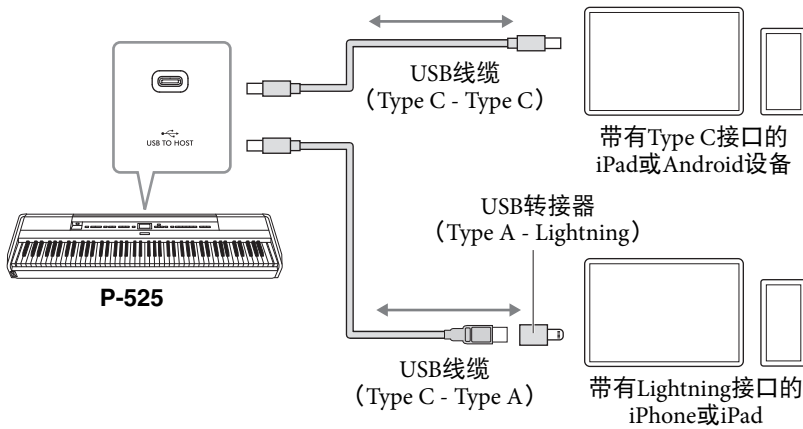 USB TO HOST
P-525
USB线缆
（Type C - Type C）
带有Type C接口的
iPad或Android设备
USB转接器
（Type A - Lightning）
USB线缆
（Type C - Type A）
带有Lightning接口的
iPhone或iPad